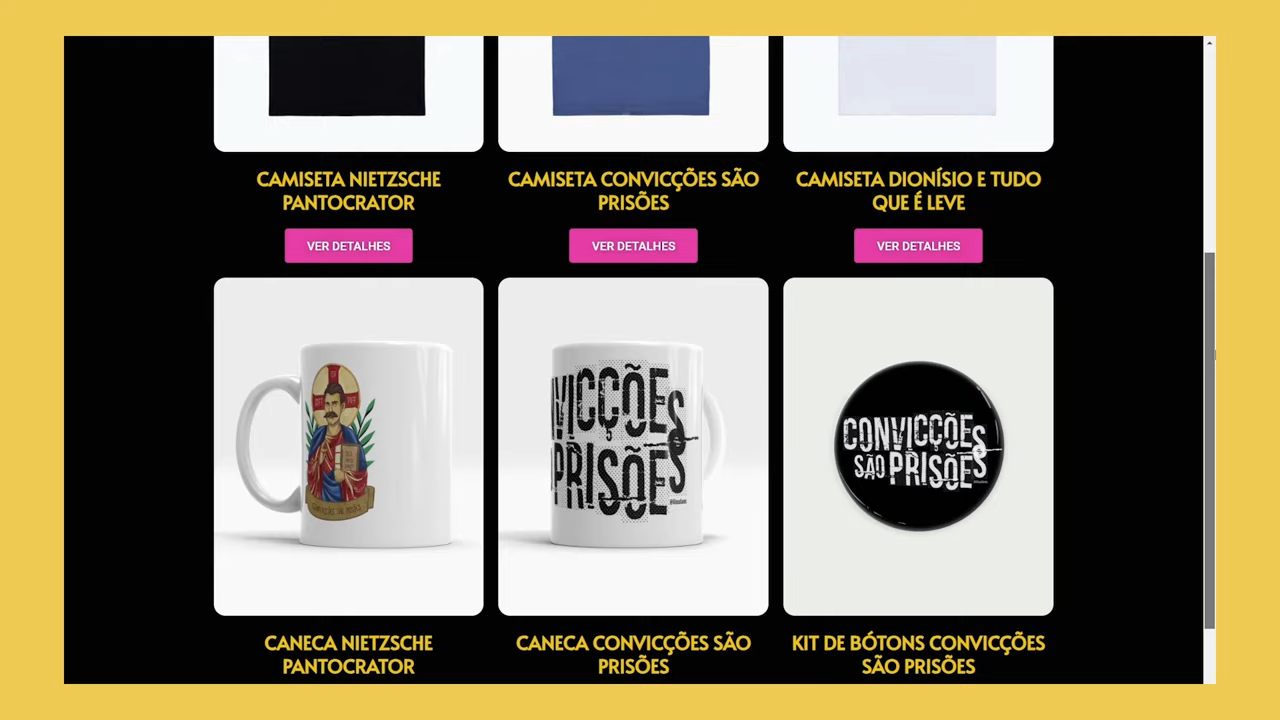 CAMISETA NIETZSCHE
PANTOCRATOR
CAMISETA CONVICÇÕES SÃO
PRISÕES
CAMISETA DIONÍSIO E TUDO
QUE É LEVE
VER DETALHES
VER DETALHES
VER DETALHES
VICÇÕES
PRISÕES
CONVICÇÕES
SÃO PRISÕES
CANECA NIETZSCHE
PANTOCRATOR
CANECA CONVICÇÕES SÃO
PRISÕES
KIT DE BÓTONS CONVICÇÕES
SÃO PRISÕES